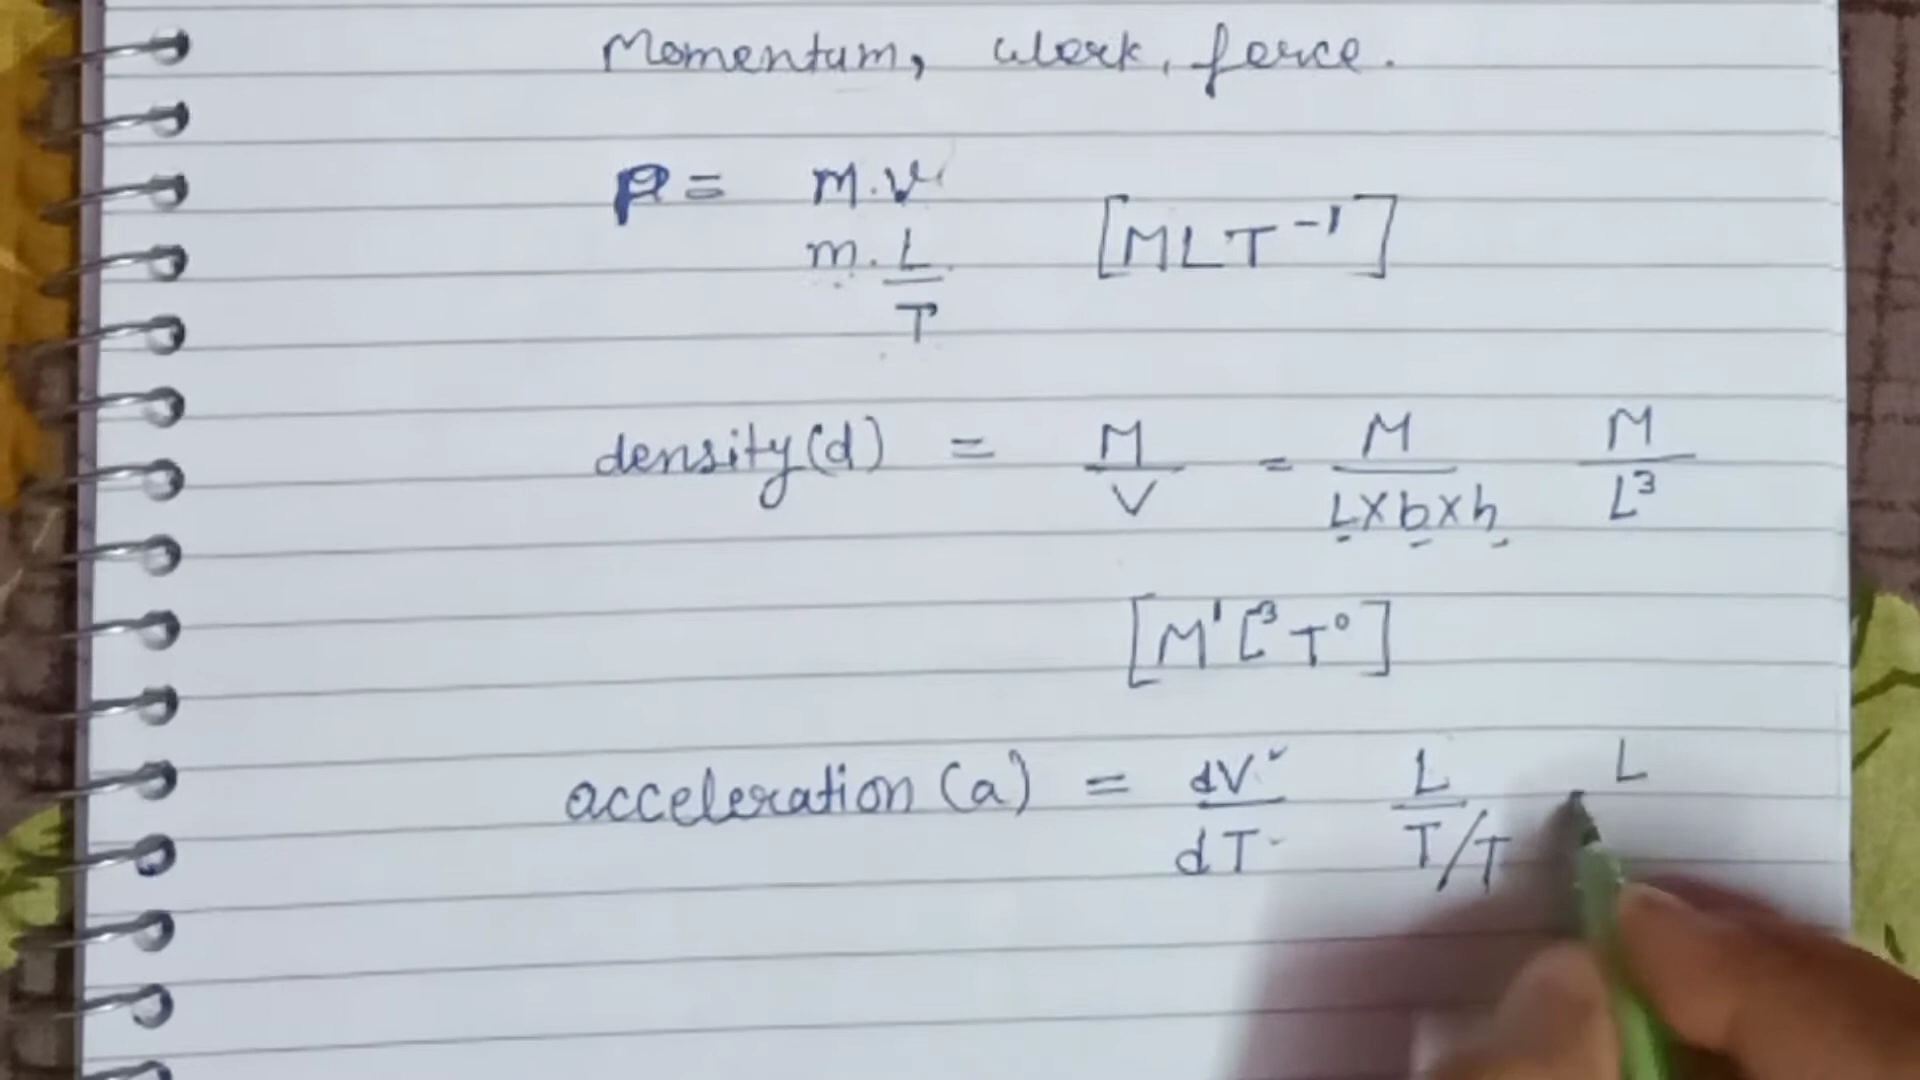 Momentum, work, force.
P = m.v
m. L/T [MLT⁻¹]
density(d) = M/V = M/L×b×h M/L³
[M¹L⁻³T⁰]
acceleration (a) = dV/dT L/T/T L